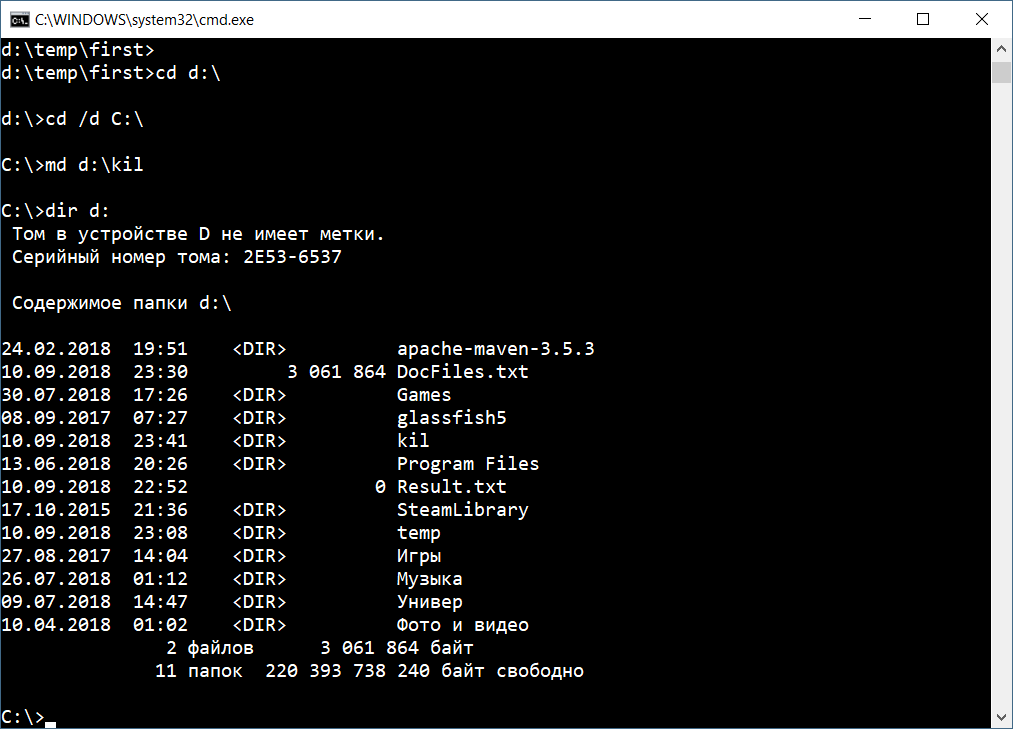 C:\WINDOWS\system32\cmd.exe
d:\temp\first>
d:\temp\first>cd d:\
d:\>cd /d C:\
C:\>md d:\kil
C:\>dir d:
Том в устройстве D не имеет метки.
Серийный номер тома: 2E53-6537
Содержимое папки d:\
24.02.2018  19:51    <DIR>          apache-maven-3.5.3
10.09.2018  23:30         3 061 864 DocFiles.txt
30.07.2018  17:26    <DIR>          Games
08.09.2017  07:27    <DIR>          glassfish5
10.09.2018  23:41    <DIR>          kil
13.06.2018  20:26    <DIR>          Program Files
10.09.2018  22:52                 0 Result.txt
17.10.2015  21:36    <DIR>          SteamLibrary
10.09.2018  23:08    <DIR>          temp
27.08.2017  14:04    <DIR>          Игры
26.07.2018  01:12    <DIR>          Музыка
09.07.2018  14:47    <DIR>          Универ
10.04.2018  01:02    <DIR>          Фото и видео
2 файлов      3 061 864 байт
11 папок  220 393 738 240 байт свободно
C:\>